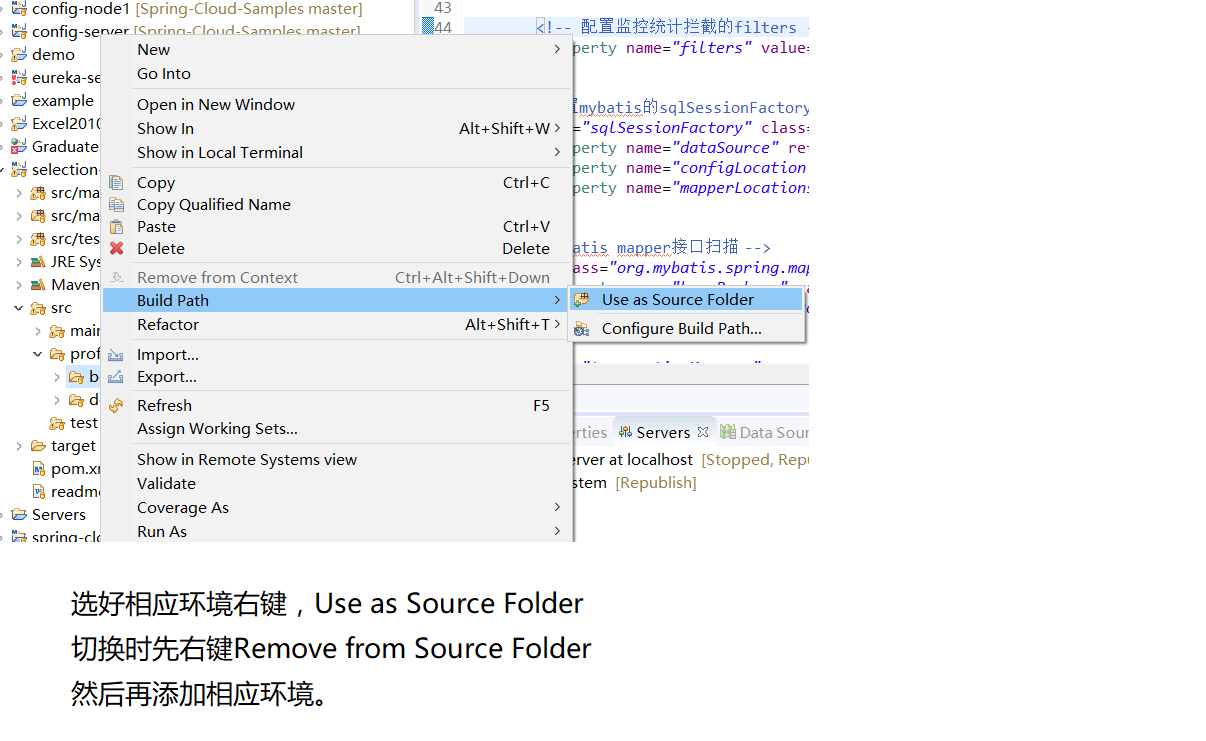 config-node1 [Spring-Cloud-Samples master]
config-server [Spring-Cloud-Samples master]
demo
eureka-se
example
Excel2010
Graduate
selection-
src/ma
src/ma
src/tes
JRE Sys
Maven
src
main
prof
b
d
test
target
pom.xm
readme
Servers
spring-clo
New
Go Into
Open in New Window
Show In Alt+Shift+W
Show in Local Terminal
Copy Ctrl+C
Copy Qualified Name
Paste Ctrl+V
Delete Delete
Remove from Context Ctrl+Alt+Shift+Down
Build Path
Refactor Alt+Shift+T
Import...
Export...
Refresh F5
Assign Working Sets...
Show in Remote Systems view
Validate
Coverage As
Run As
Use as Source Folder
Configure Build Path...
43
44 <!-- 配置监控统计拦截的filters -
perty name="filters" value=
mybatis的sqlSessionFactory
="sqlSessionFactory" class=
perty name="dataSource" re
perty name="configLocation
perty name="mapperLocations
atis mapper接口扫描 -->
ass="org.mybatis.spring.map
erties Servers Data Sour
erver at localhost [Stopped, Repu
stem [Republish]
选好相应环境右键，Use as Source Folder
切换时先右键Remove from Source Folder
然后再添加相应环境。